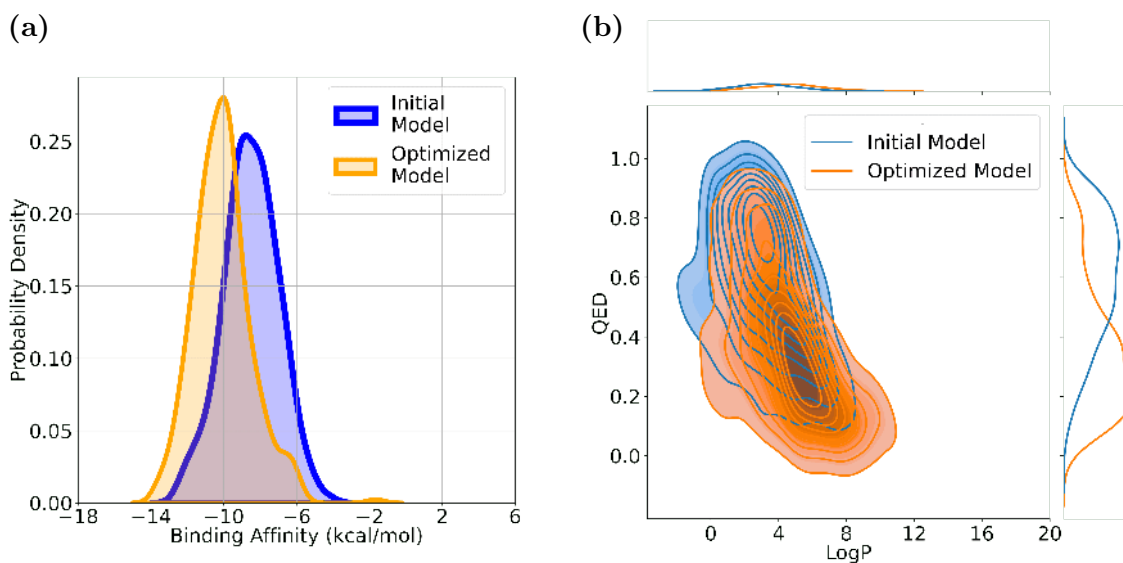 (a)
Initial
Model
Optimized
Model
0.25
0.20
0.15
0.10
0.05
0.00
Probability Density
−18
−14
−10
−6
−2
2
6
Binding Affinity (kcal/mol)
(b)
Initial Model
Optimized Model
1.0
0.8
0.6
0.4
0.2
0.0
QED
0
4
8
12
16
20
LogP